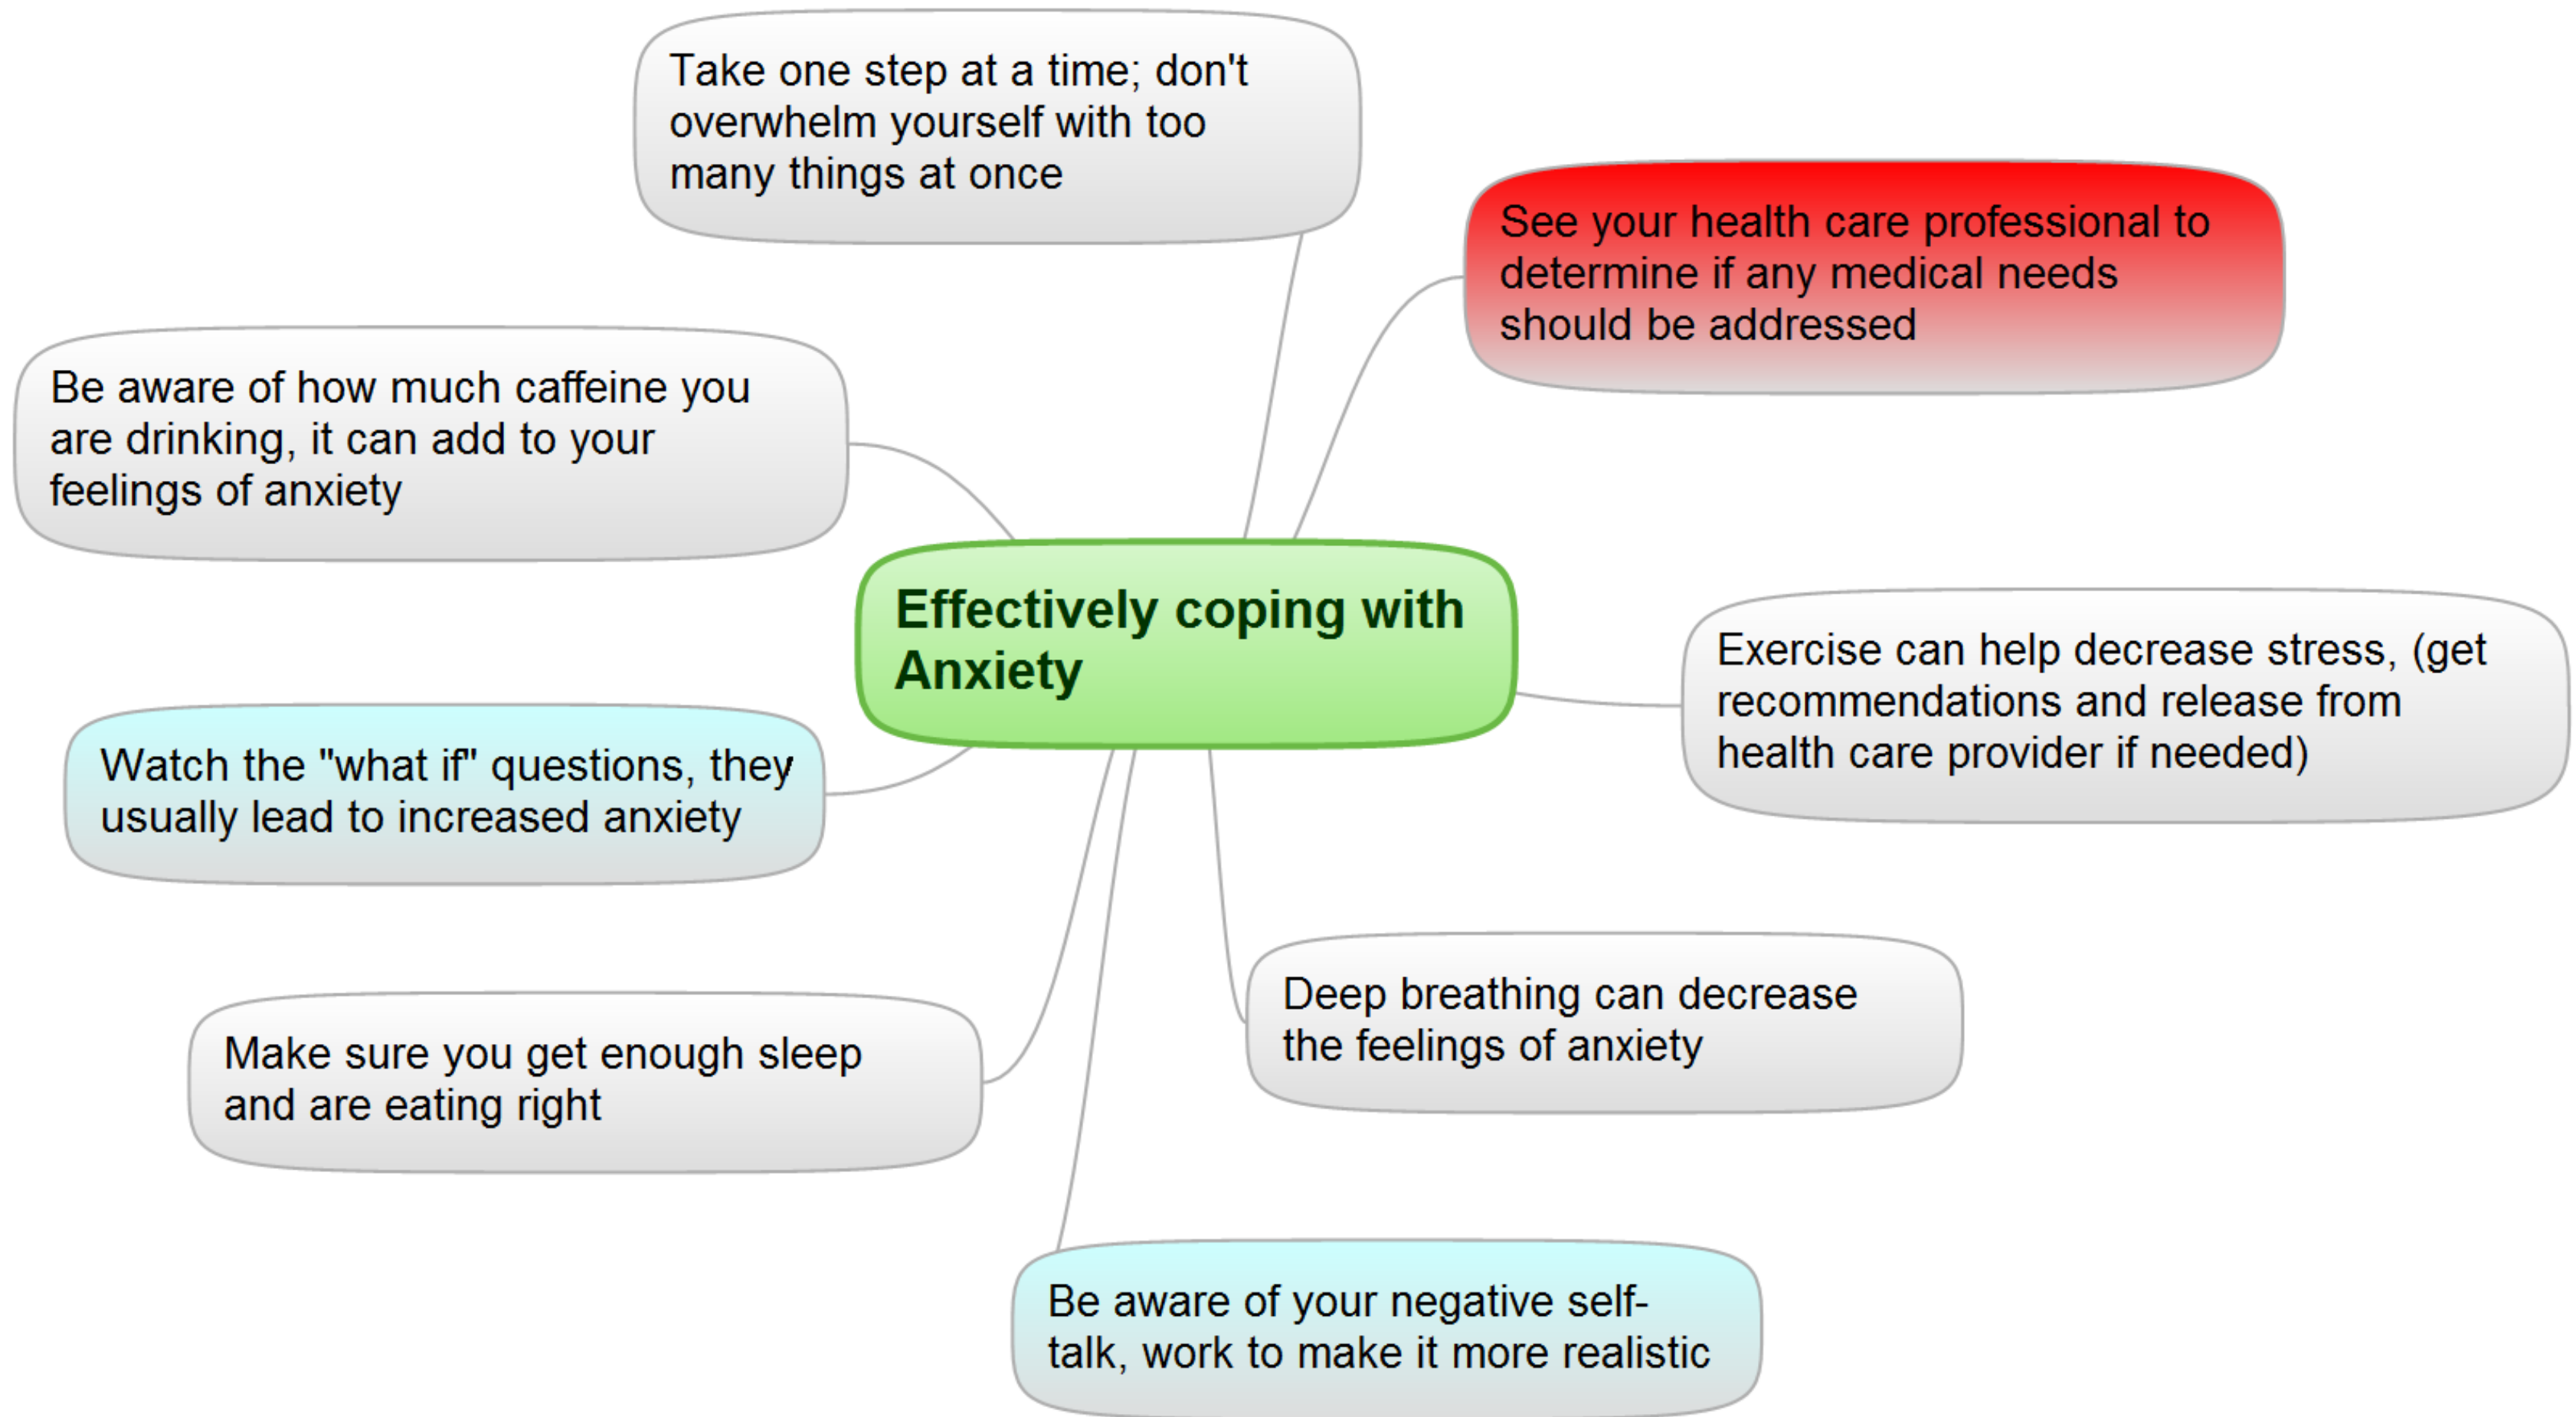 Take one step at a time; don't
overwhelm yourself with too
many things at once
See your health care professional to
determine if any medical needs
should be addressed
Be aware of how much caffeine you
are drinking, it can add to your
feelings of anxiety
Effectively coping with
Anxiety
Exercise can help decrease stress, (get
recommendations and release from
health care provider if needed)
Watch the "what if" questions, they
usually lead to increased anxiety
Deep breathing can decrease
the feelings of anxiety
Make sure you get enough sleep
and are eating right
Be aware of your negative self-
talk, work to make it more realistic